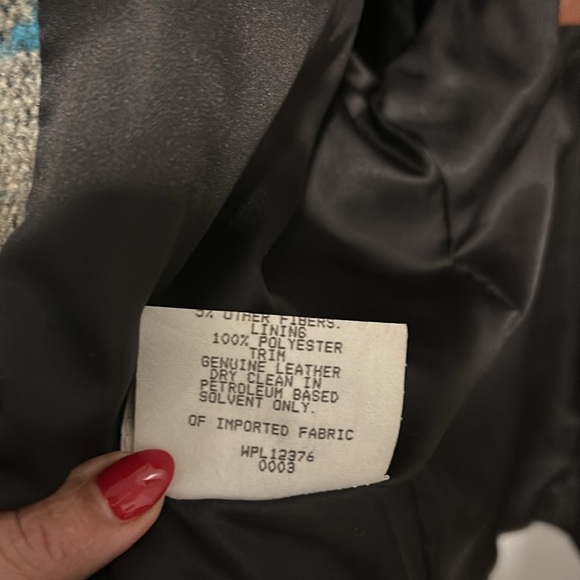 5% OTHER FIBERS.
LINING
100% POLYESTER
TRIM
GENUINE LEATHER
DRY CLEAN IN
PETROLEUM BASED
SOLVENT ONLY.
OF IMPORTED FABRIC
WPL12376
0003